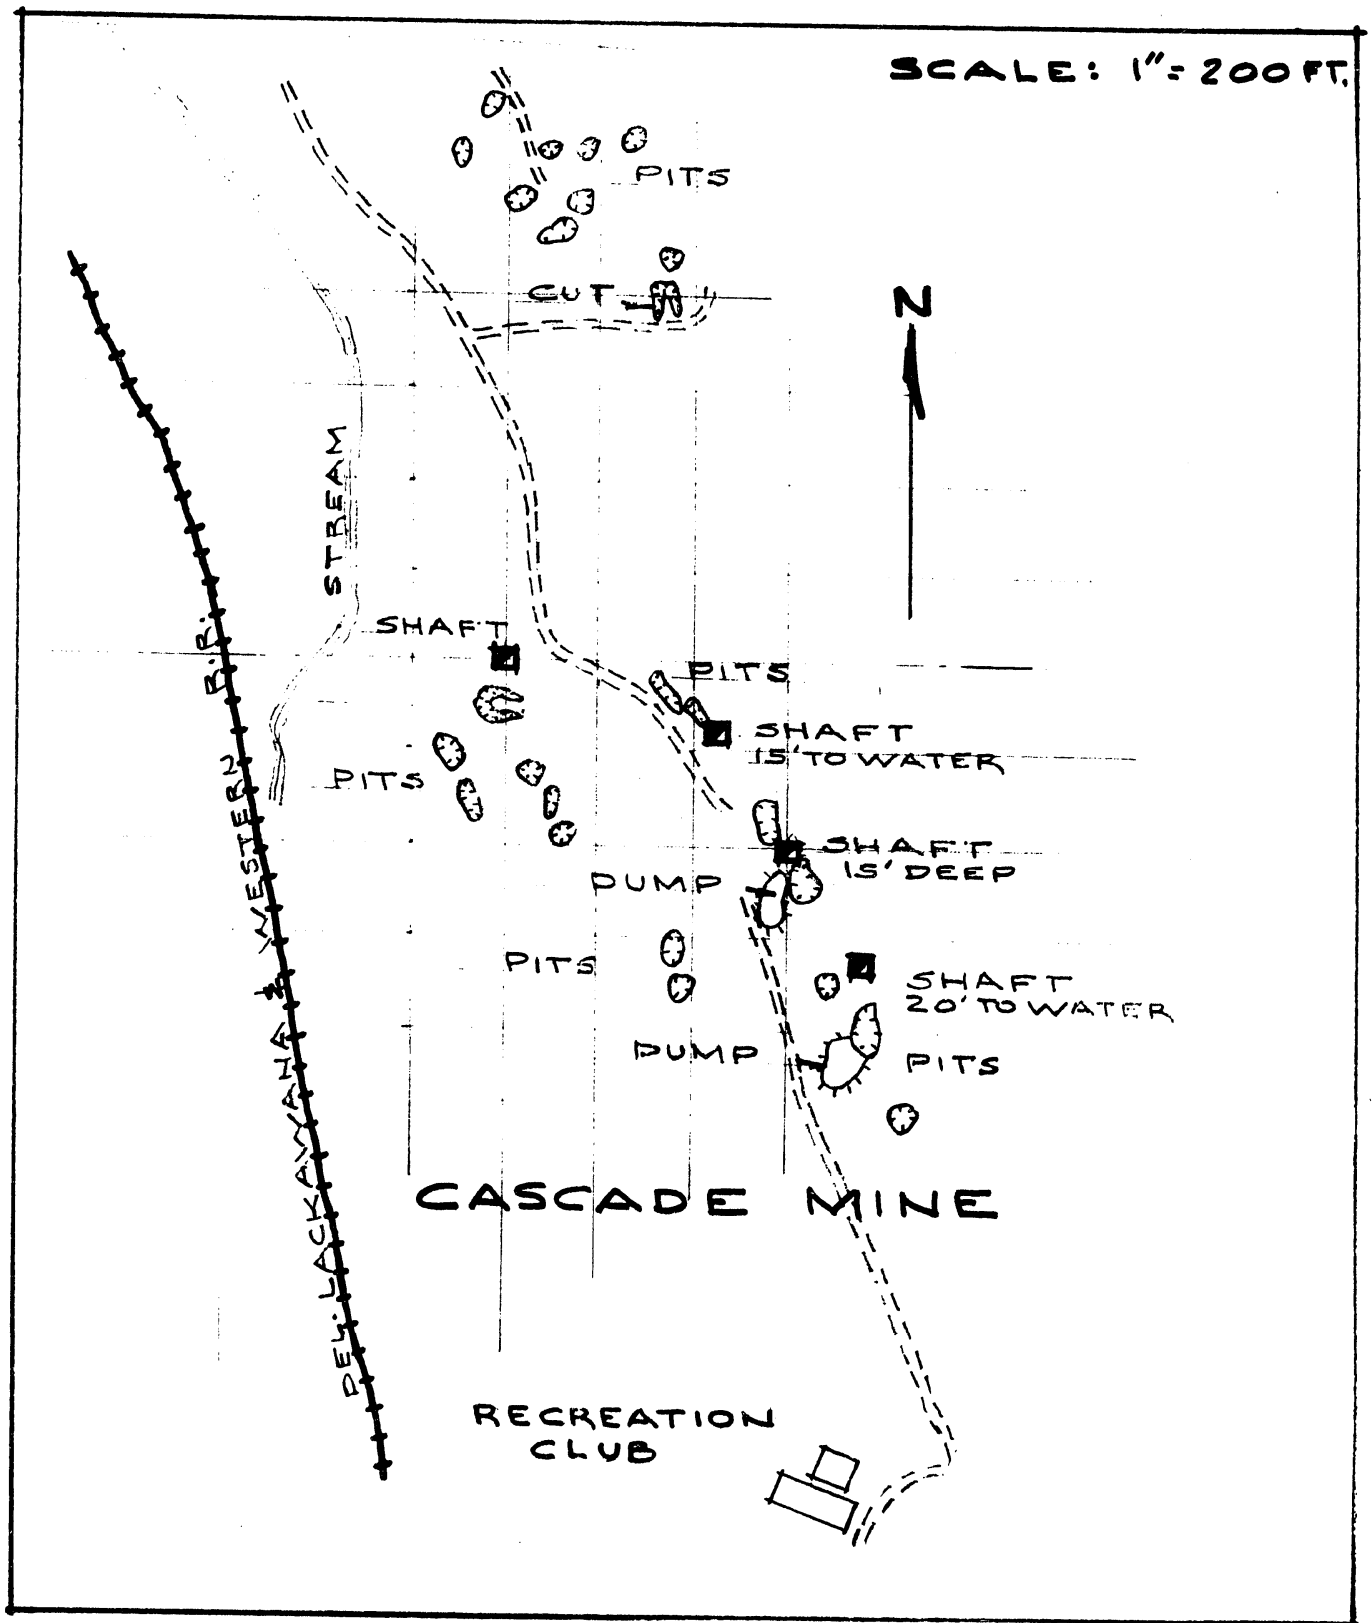 SCALE: 1"= 200 FT.
PITS
CUT
N
STREAM
SHAFT
PITS
SHAFT
15' TO WATER
PITS
SHAFT
15' DEEP
DUMP
PITS
SHAFT
20' TO WATER
DUMP
PITS
DEL. LACKAWANA & WESTERN R.R.
CASCADE MINE
RECREATION
CLUB